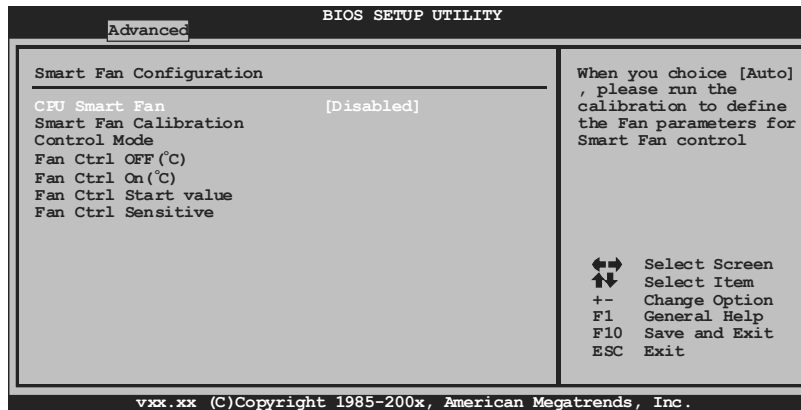 BIOS SETUP UTILITY
Advanced
Smart Fan Configuration
CPU Smart Fan [Disabled]
Smart Fan Calibration
Control Mode
Fan Ctrl OFF(°C)
Fan Ctrl On(°C)
Fan Ctrl Start value
Fan Ctrl Sensitive
When you choice [Auto]
, please run the
calibration to define
the Fan parameters for
Smart Fan control
Select Screen
Select Item
+- Change Option
F1 General Help
F10 Save and Exit
ESC Exit
vxx.xx (C)Copyright 1985-200x, American Megatrends, Inc.